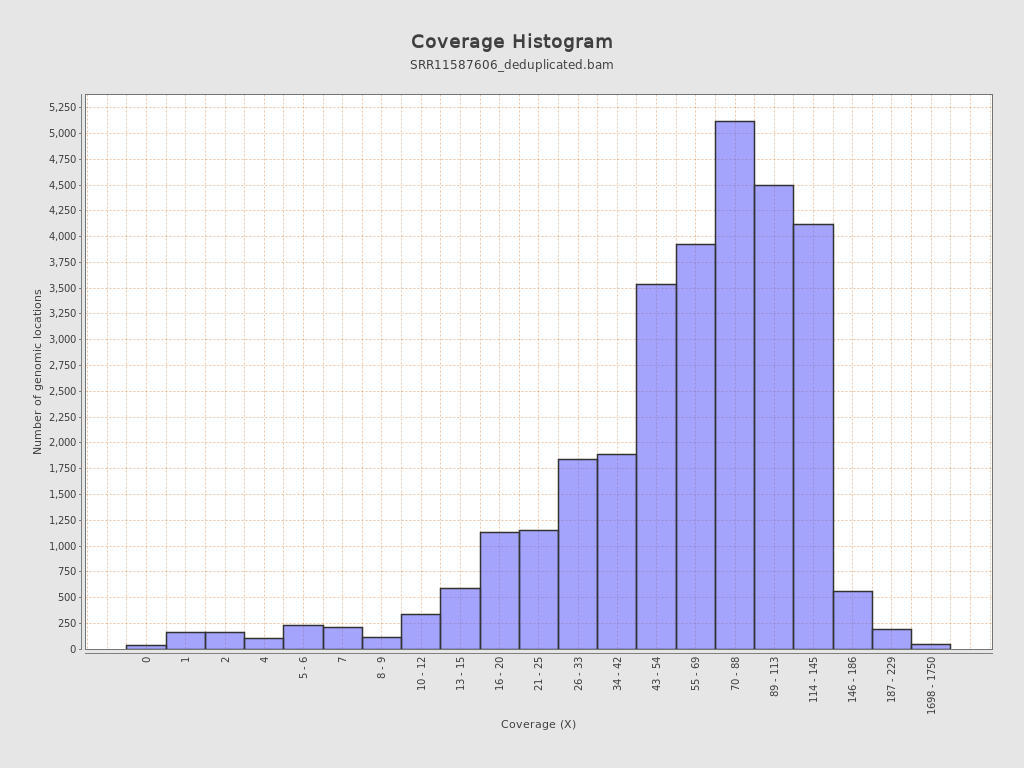 Coverage Histogram
SRR11587606_deduplicated.bam
Number of genomic locations
5,250
5,000
4,750
4,500
4,250
4,000
3,750
3,500
3,250
3,000
2,750
2,500
2,250
2,000
1,750
1,500
1,250
1,000
750
500
250
0
0
1
2
4
5 - 6
7
8 - 9
10 - 12
13 - 15
16 - 20
21 - 25
26 - 33
34 - 42
43 - 54
55 - 69
70 - 88
89 - 113
114 - 145
146 - 186
187 - 229
1698 - 1750
Coverage (X)